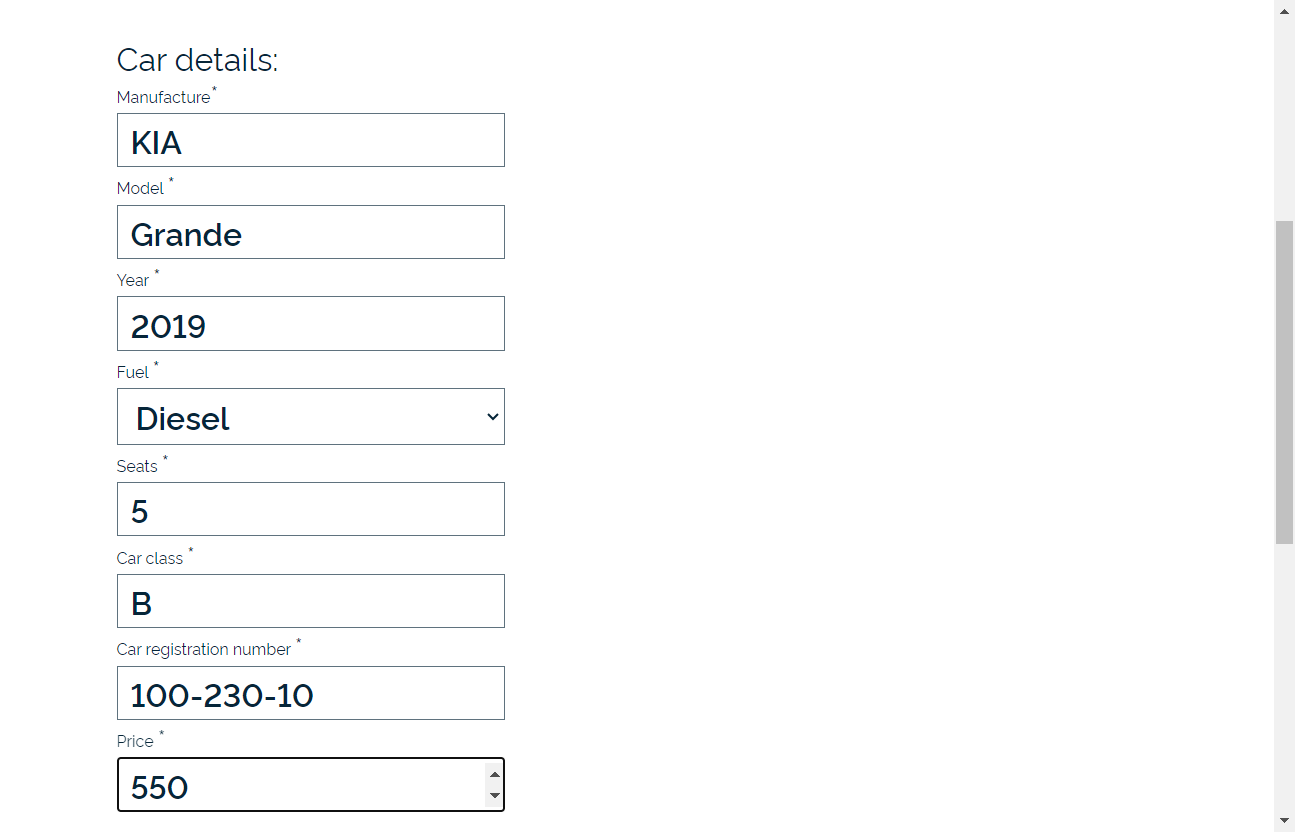 Car details:
Manufacture*
KIA
Model *
Grande
Year *
2019
Fuel *
Diesel
Seats *
5
Car class *
B
Car registration number *
100-230-10
Price *
550